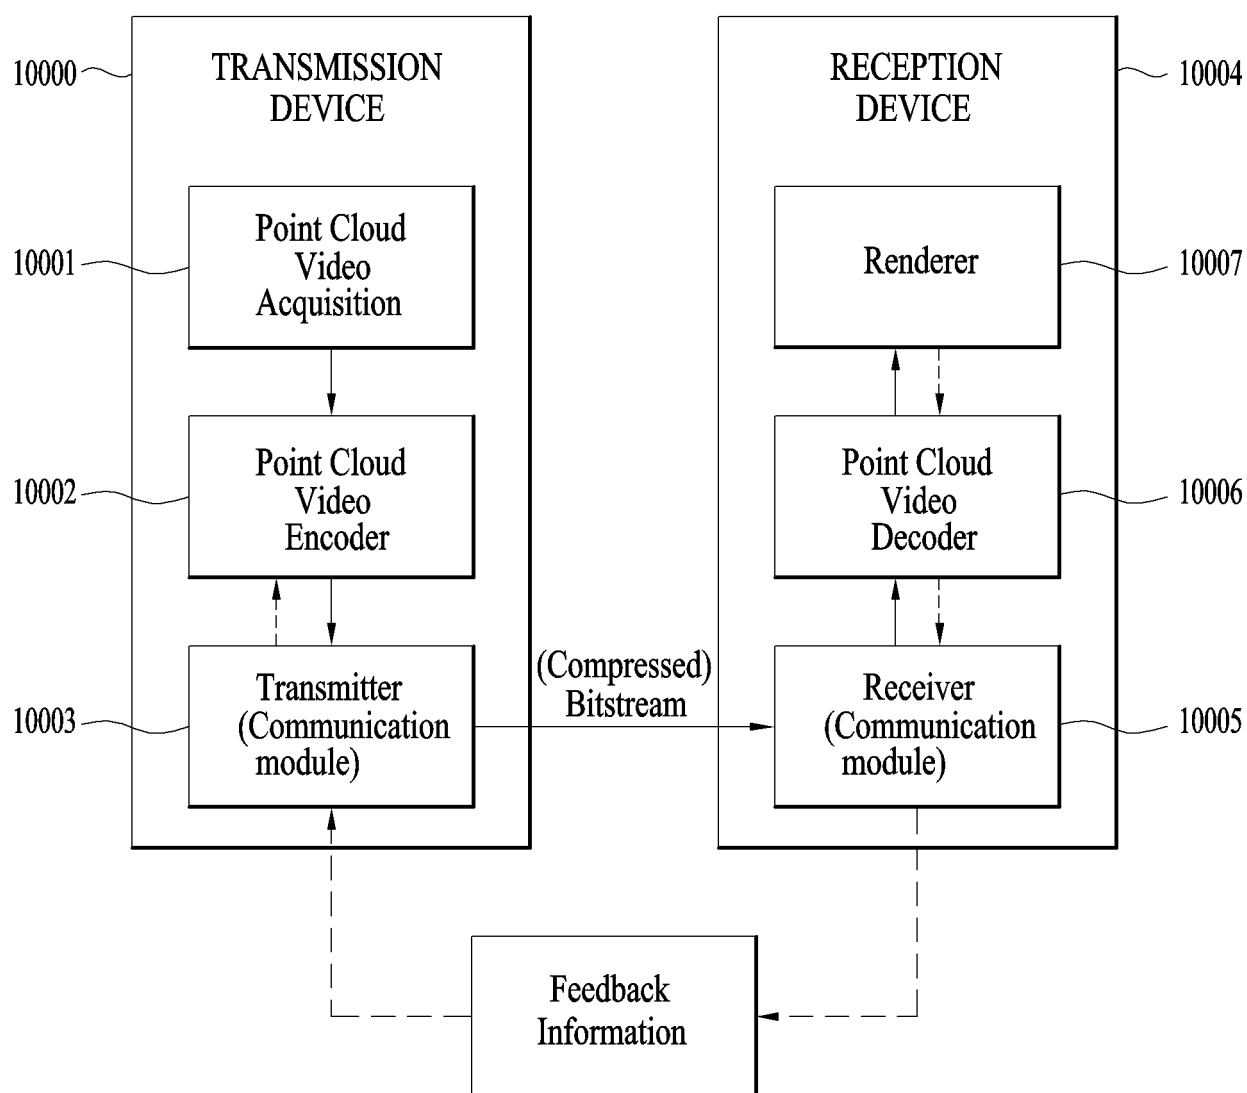 10000
TRANSMISSION
DEVICE
10001
Point Cloud
Video
Acquisition
10002
Point Cloud
Video
Encoder
10003
Transmitter
(Communication
module)
(Compressed)
Bitstream
RECEPTION
DEVICE
10004
Renderer
10007
Point Cloud
Video
Decoder
10006
Receiver
(Communication
module)
10005
Feedback
Information